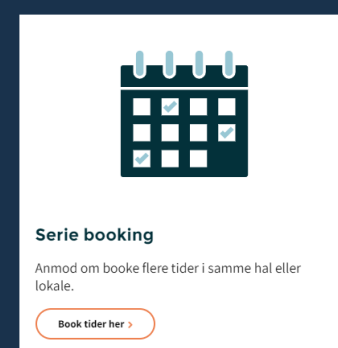 Serie booking
Anmod om booke flere tider i samme hal eller
lokale.
Book tider her >